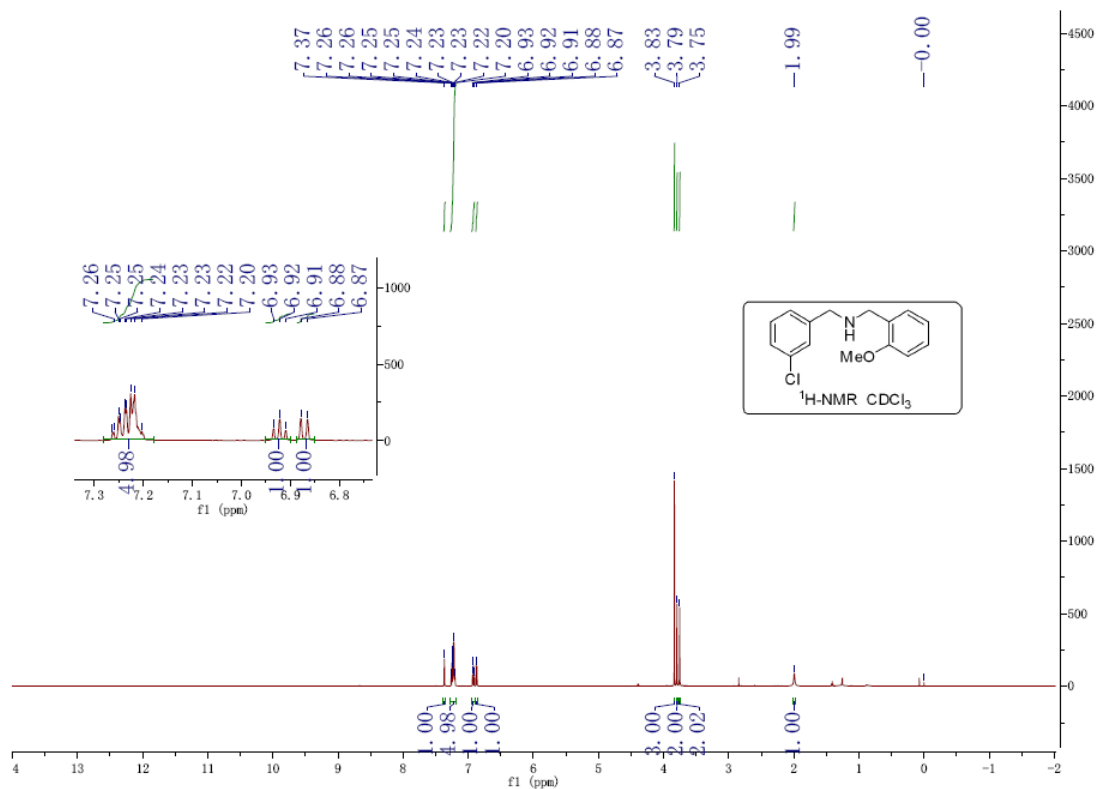 7.37 7.26 7.26 7.25 7.25 7.24 7.23 7.23 7.22 7.20 6.93 6.92 6.91 6.88 6.87 3.83 3.79 3.75 1.99 -0.00
4500
4000
3500
3000
2500
2000
1500
1000
500
0
7.26 7.25 7.25 7.24 7.23 7.23 7.22 7.20 6.93 6.92 6.91 6.88 6.87
1000
500
0
4.98 1.00 1.00
7.3 7.2 7.1 7.0 6.9 6.8
f1 (ppm)
N
H
MeO
Cl
1H-NMR CDCl3
1.00 4.98 1.00 1.00 3.00 2.00 2.02 1.00
4 13 12 11 10 9 8 7 6 5 4 3 2 1 0 -1 -2
f1 (ppm)